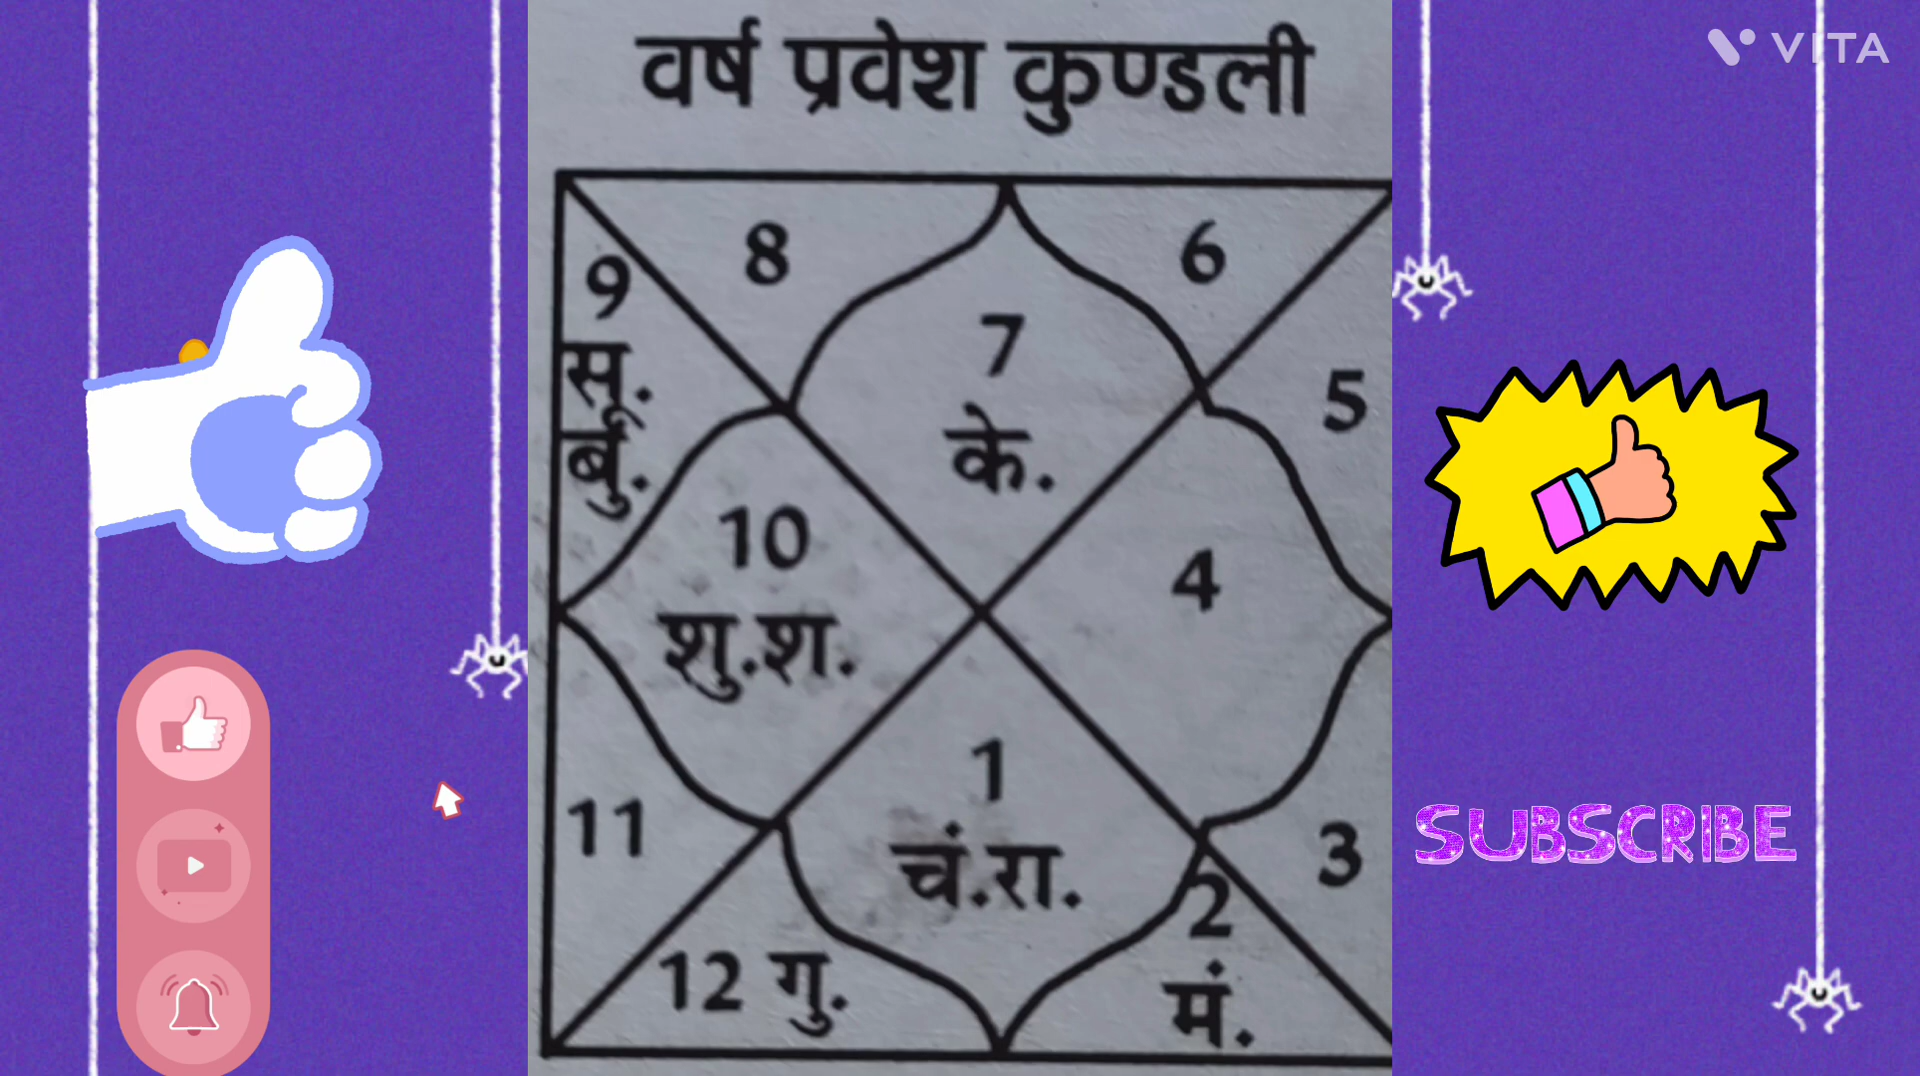 वर्ष प्रवेश कुण्डली
VITA
8
6
9
7
5
सू.
बु.
के.
10
4
शु.श.
1
11
चं.रा.
3
2
12 गु.
मं.
SUBSCRIBE